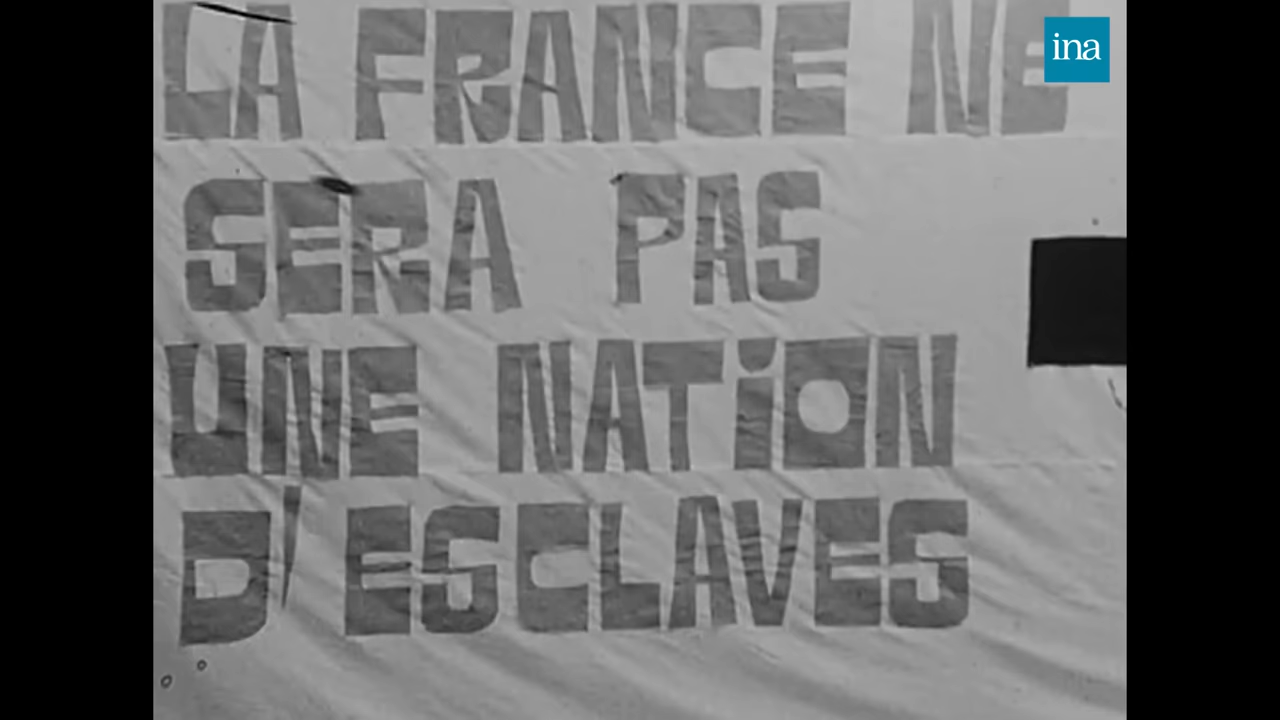 LA FRANCE NE
ina
SERA PAS
UNE NATiON
D'ESCLAVES